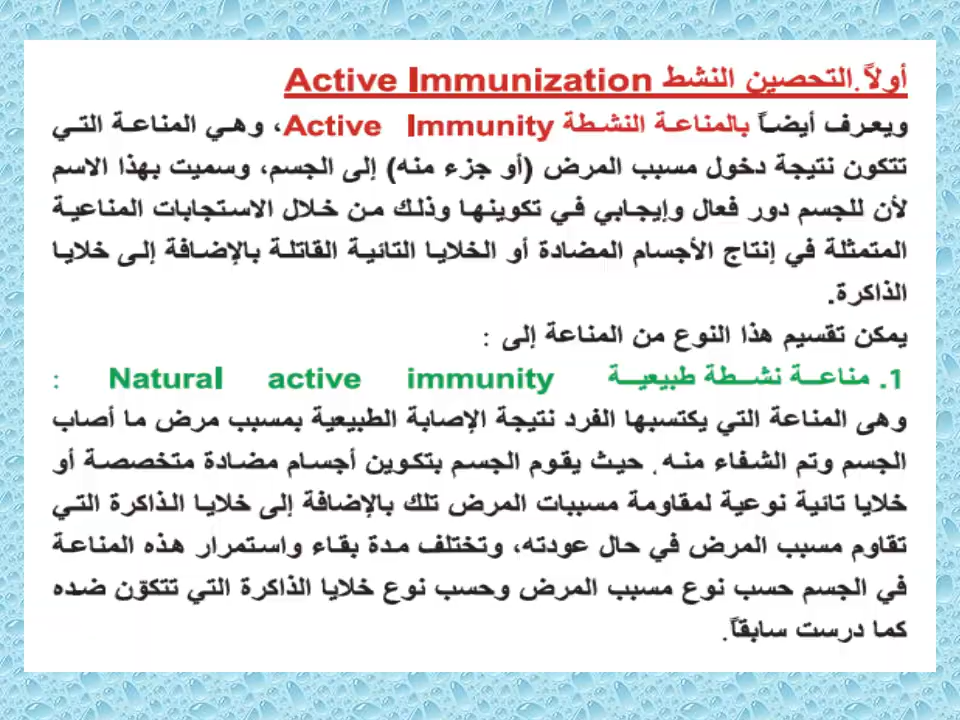 أولاً.التحصين النشط Active Immunization
ويعرف أيضاً بالمناعة النشطة Active Immunity، وهي المناعة التي
تتكون نتيجة دخول مسبب المرض (أو جزء منه) إلى الجسم، وسميت بهذا الاسم
لأن للجسم دور فعال وإيجابي في تكوينها وذلك من خلال الاستجابات المناعية
المتمثلة في إنتاج الأجسام المضادة أو الخلايا التائية القاتلة بالإضافة إلى خلايا
الذاكرة.
يمكن تقسيم هذا النوع من المناعة إلى :
1. مناعة نشطة طبيعية Natural active immunity :
وهى المناعة التي يكتسبها الفرد نتيجة الإصابة الطبيعية بمسبب مرض ما أصاب
الجسم وتم الشفاء منه. حيث يقوم الجسم بتكوين أجسام مضادة متخصصة أو
خلايا تائية نوعية لمقاومة مسببات المرض تلك بالإضافة إلى خلايا الذاكرة التي
تقاوم مسبب المرض في حال عودته، وتختلف مدة بقاء واستمرار هذه المناعة
في الجسم حسب نوع مسبب المرض وحسب نوع خلايا الذاكرة التي تتكوّن ضده
كما درست سابقاً.